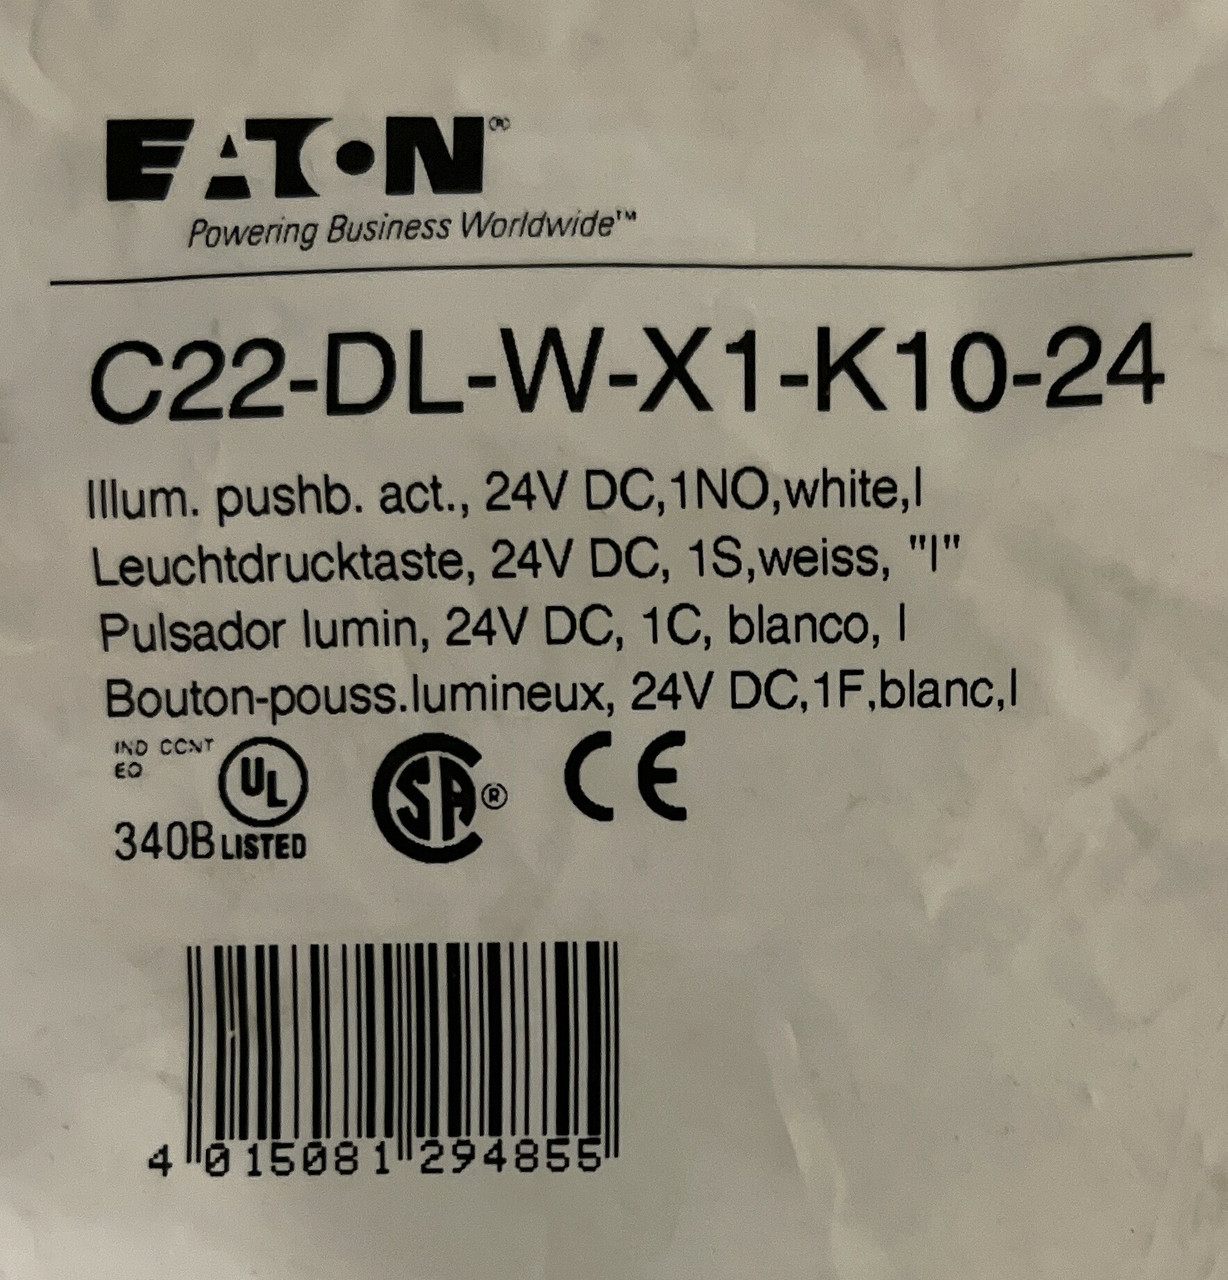 EATON®
Powering Business Worldwide™
C22-DL-W-X1-K10-24
Illum. pushb. act., 24V DC,1NO,white,I
Leuchtdrucktaste, 24V DC, 1S,weiss, "I"
Pulsador lumin, 24V DC, 1C, blanco, I
Bouton-pouss.lumineux, 24V DC,1F,blanc,I
IND CONT
EQ
340B
UL
LISTED
SA®
CE
4 015081 294855